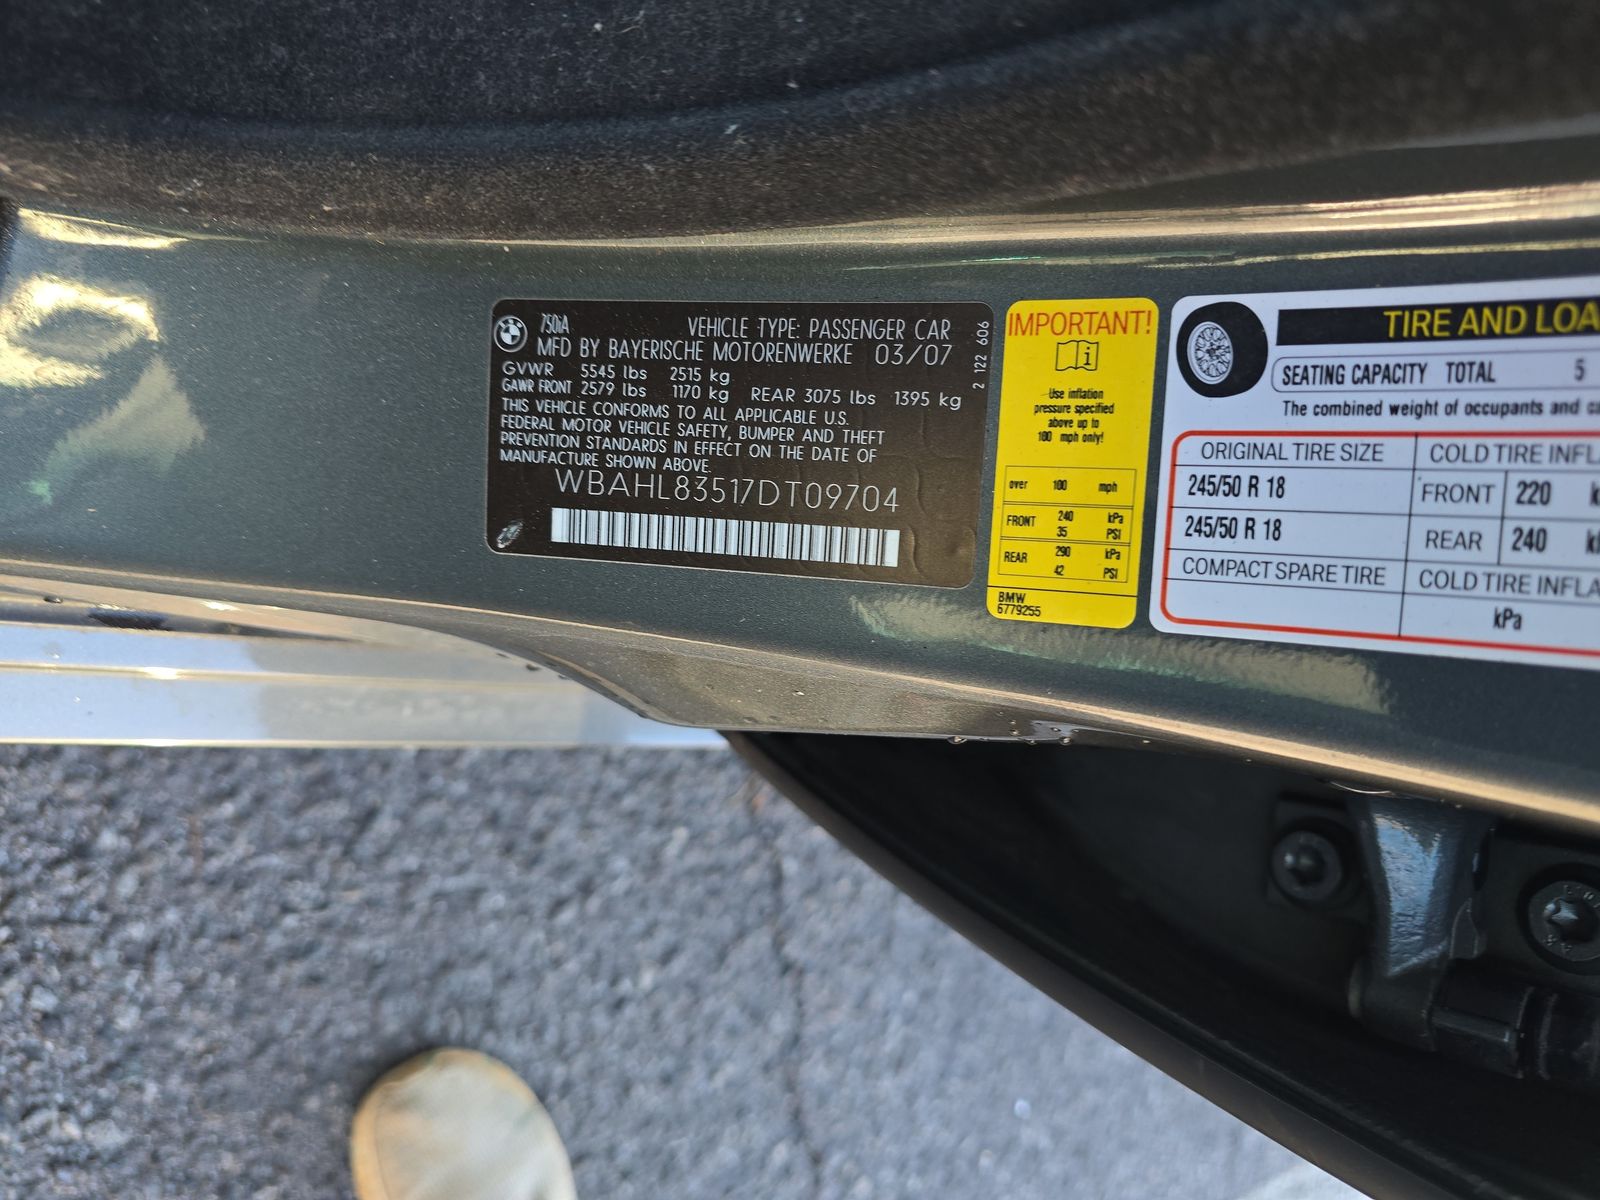 BMW
750iA
VEHICLE TYPE: PASSENGER CAR
MFD BY BAYERISCHE MOTORENWERKE 03/07
GVWR 5545 lbs 2515 kg
GAWR FRONT 2579 lbs 1170 kg REAR 3075 lbs 1395 kg
THIS VEHICLE CONFORMS TO ALL APPLICABLE U.S.
FEDERAL MOTOR VEHICLE SAFETY, BUMPER AND THEFT
PREVENTION STANDARDS IN EFFECT ON THE DATE OF
MANUFACTURE SHOWN ABOVE.
WBAHL83517DT09704
2 122 606
IMPORTANT!
i
Use inflation
pressure specified
above up to
100 mph only!
over 100 mph
FRONT 240 kPa
35 PSI
REAR 290 kPa
42 PSI
BMW
6779255
TIRE AND LOA
SEATING CAPACITY TOTAL 5
The combined weight of occupants and c
ORIGINAL TIRE SIZE COLD TIRE INFL
245/50 R 18 FRONT 220 k
245/50 R 18 REAR 240 k
COMPACT SPARE TIRE COLD TIRE INFLA
kPa